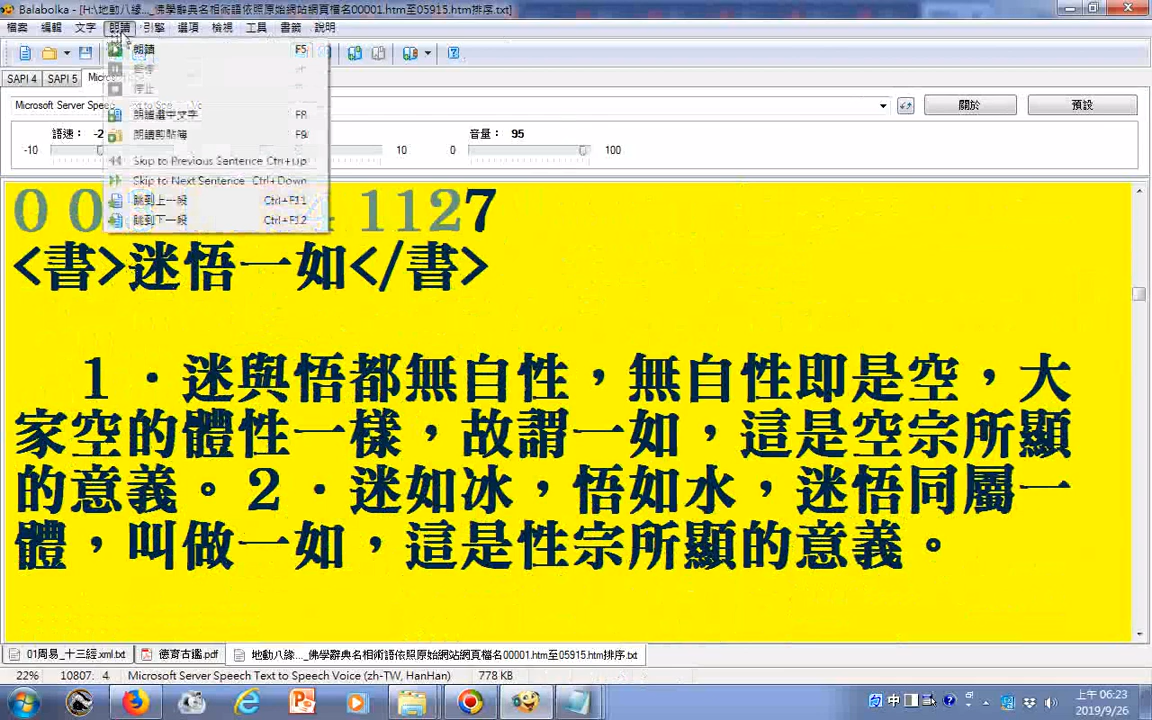 Balabolka - [H:\地動八緣..._佛學辭典名相術語依照原始網站網頁檔名00001.htm至05915.htm排序.txt]
檔案 編輯 文字 朗讀 引擎 選項 檢視 工具 書籤 說明
朗讀 F5
停止
朗讀選中文字 F8
朗讀剪貼簿 F9
Skip to Previous Sentence Ctrl+Up
Skip to Next Sentence Ctrl+Down
跳到上一段 Ctrl+F11
跳到下一段 Ctrl+F12
SAPI 4 SAPI 5
Microsoft Server Speec
關於 預設
語速： -2
-10 10
音量： 95
0 100
0 0 1127
<書>迷悟一如</書>
1．迷與悟都無自性，無自性即是空，大
家空的體性一樣，故謂一如，這是空宗所顯
的意義。2．迷如冰，悟如水，迷悟同屬一
體，叫做一如，這是性宗所顯的意義。
01周易_十三經.xml.txt 德育古鑑.pdf 地動八緣..._佛學辭典名相術語依照原始網站網頁檔名00001.htm至05915.htm排序.txt
22% 10807: 4 Microsoft Server Speech Text to Speech Voice (zh-TW, HanHan) 778 KB
中
上午 06:23
2019/9/26